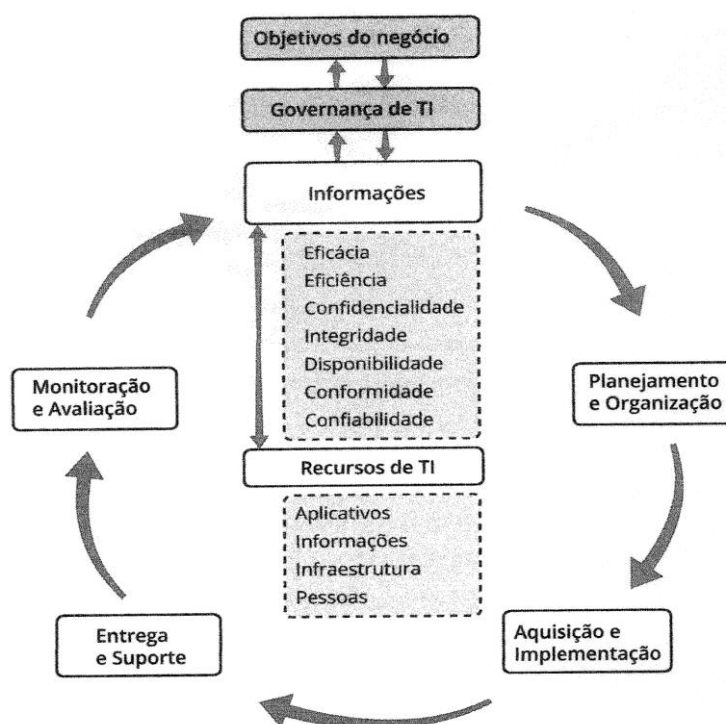 Objetivos do negócio
Governança de TI
Informações
Eficácia
Eficiência
Confidencialidade
Integridade
Disponibilidade
Conformidade
Confiabilidade
Monitoração
e Avaliação
Planejamento
e Organização
Recursos de TI
Aplicativos
Informações
Infraestrutura
Pessoas
Entrega
e Suporte
Aquisição e
Implementação